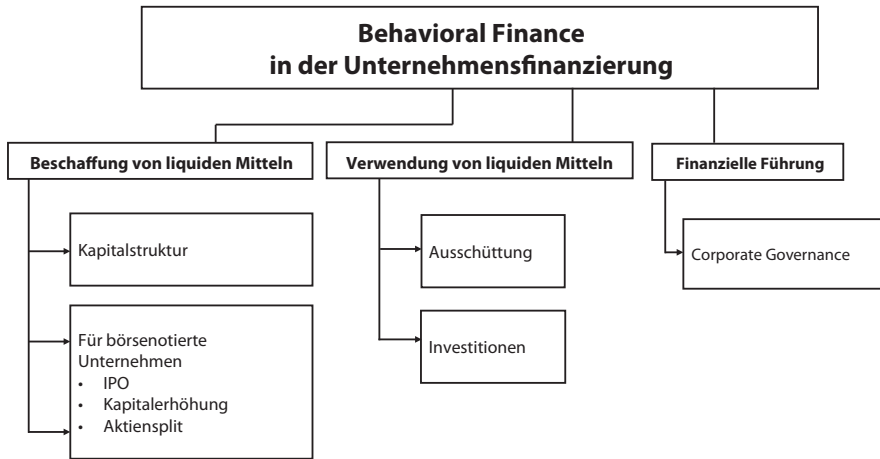 Behavioral Finance
in der Unternehmensfinanzierung
Beschaffung von liquiden Mitteln
Verwendung von liquiden Mitteln
Finanzielle Führung
Kapitalstruktur
Ausschüttung
Corporate Governance
Für börsenotierte
Unternehmen
• IPO
• Kapitalerhöhung
• Aktiensplit
Investitionen